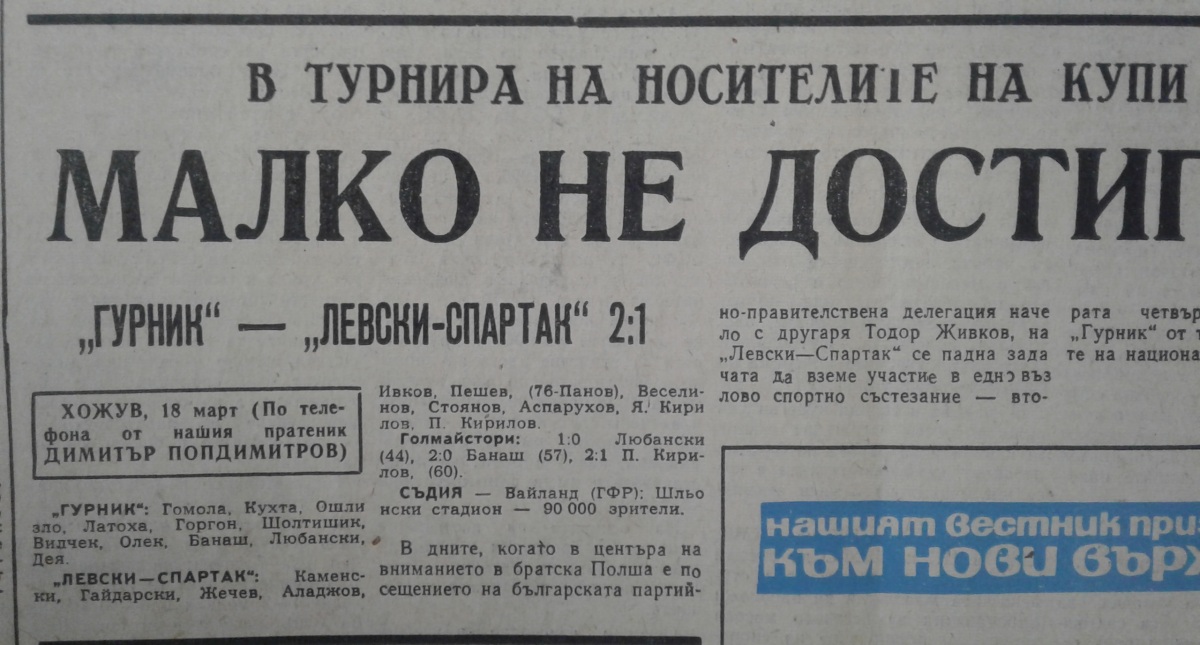 В ТУРНИРА НА НОСИТЕЛИТЕ НА КУПИ
МАЛКО НЕ ДОСТИГ
„ГУРНИК“ — „ЛЕВСКИ-СПАРТАК“ 2:1
ХОЖУВ, 18 март (По теле-
фона от нашия пратеник
ДИМИТЪР ПОПДИМИТРОВ)
„ГУРНИК“: Гомола, Кухта, Ошли
зло, Латоха, Горгон, Шолтишик,
Вилчек, Олек, Банаш, Любански,
Дея.
„ЛЕВСКИ—СПАРТАК“: Каменс-
ки, Гайдарски, Жечев, Аладжов,
Ивков, Пешев, (76-Панов), Весели-
нов, Стоянов, Аспарухов, Я. Кири
лов, П. Кирилов.
Голмайстори: 1:0 Любански
(44), 2:0 Банаш (57), 2:1 П. Кири-
лов, (60).
СЪДИЯ — Вайланд (ГФР); Шльо
нски стадион — 90 000 зрители.
В дните, когато в центъра на
вниманието в братска Полша е по
сещението на българската партий-
но-правителствена делегация наче
ло с другаря Тодор Живков, на
„Левски—Спартак“ се падна зада
чата да вземе участие в едно въз
лово спортно състезание — вто-
рата четвър
„Гурник“ от т
те на национа
нашият вестник при
към нови върх